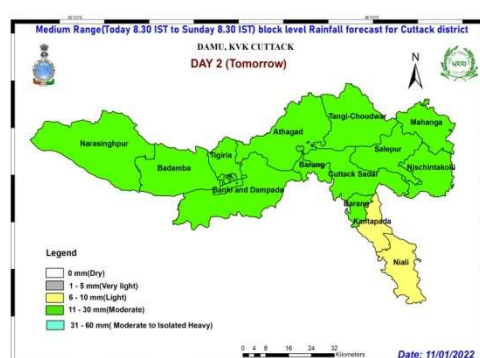 Medium Range(Today 8.30 IST to Sunday 8.30 IST) block level Rainfall forecast for Cuttack district
DAMU, KVK CUTTACK
DAY 2 (Tomorrow)
N
NRRI
Tangi-Choudwar
Mahanga
Athagad
Narasinghpur
Salepur
Tigiria
Badamba
Barang
Nischintakoili
Cuttack Sadar
Banki and Dampada
Barang
Kantapada
Niali
Legend
0 mm(Dry)
1 - 5 mm(Very light)
6 - 10 mm(Light)
11 - 30 mm(Moderate)
31 - 60 mm( Moderate to Isolated Heavy)
0 4 8 16 24 32
Kilometers
Date: 11/01/2022